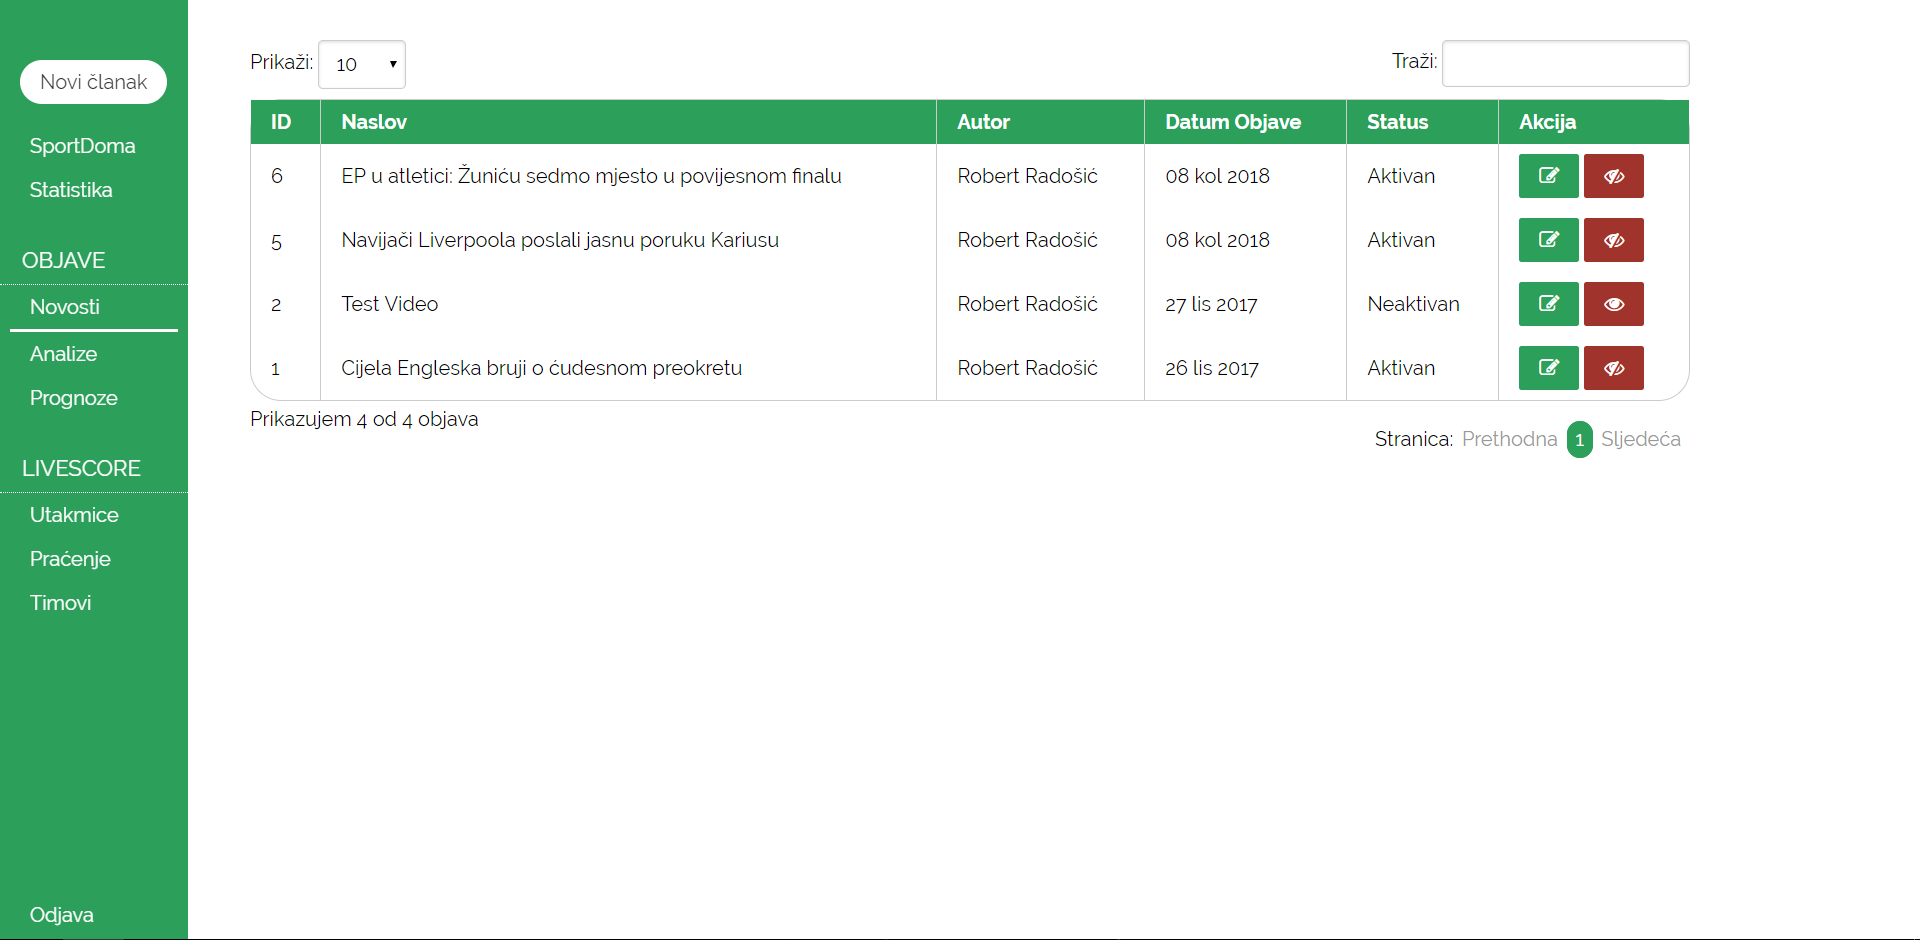 Novi članak
SportDoma
Statistika
OBJAVE
Novosti
Analize
Prognoze
LIVESCORE
Utakmice
Praćenje
Timovi
Odjava
Prikaži: 10
Traži:
ID Naslov Autor Datum Objave Status Akcija
6 EP u atletici: Žuniću sedmo mjesto u povijesnom finalu Robert Radošić 08 kol 2018 Aktivan
5 Navijači Liverpoola poslali jasnu poruku Kariusu Robert Radošić 08 kol 2018 Aktivan
2 Test Video Robert Radošić 27 lis 2017 Neaktivan
1 Cijela Engleska bruji o ćudesnom preokretu Robert Radošić 26 lis 2017 Aktivan
Prikazujem 4 od 4 objava
Stranica: Prethodna 1 Sljedeća